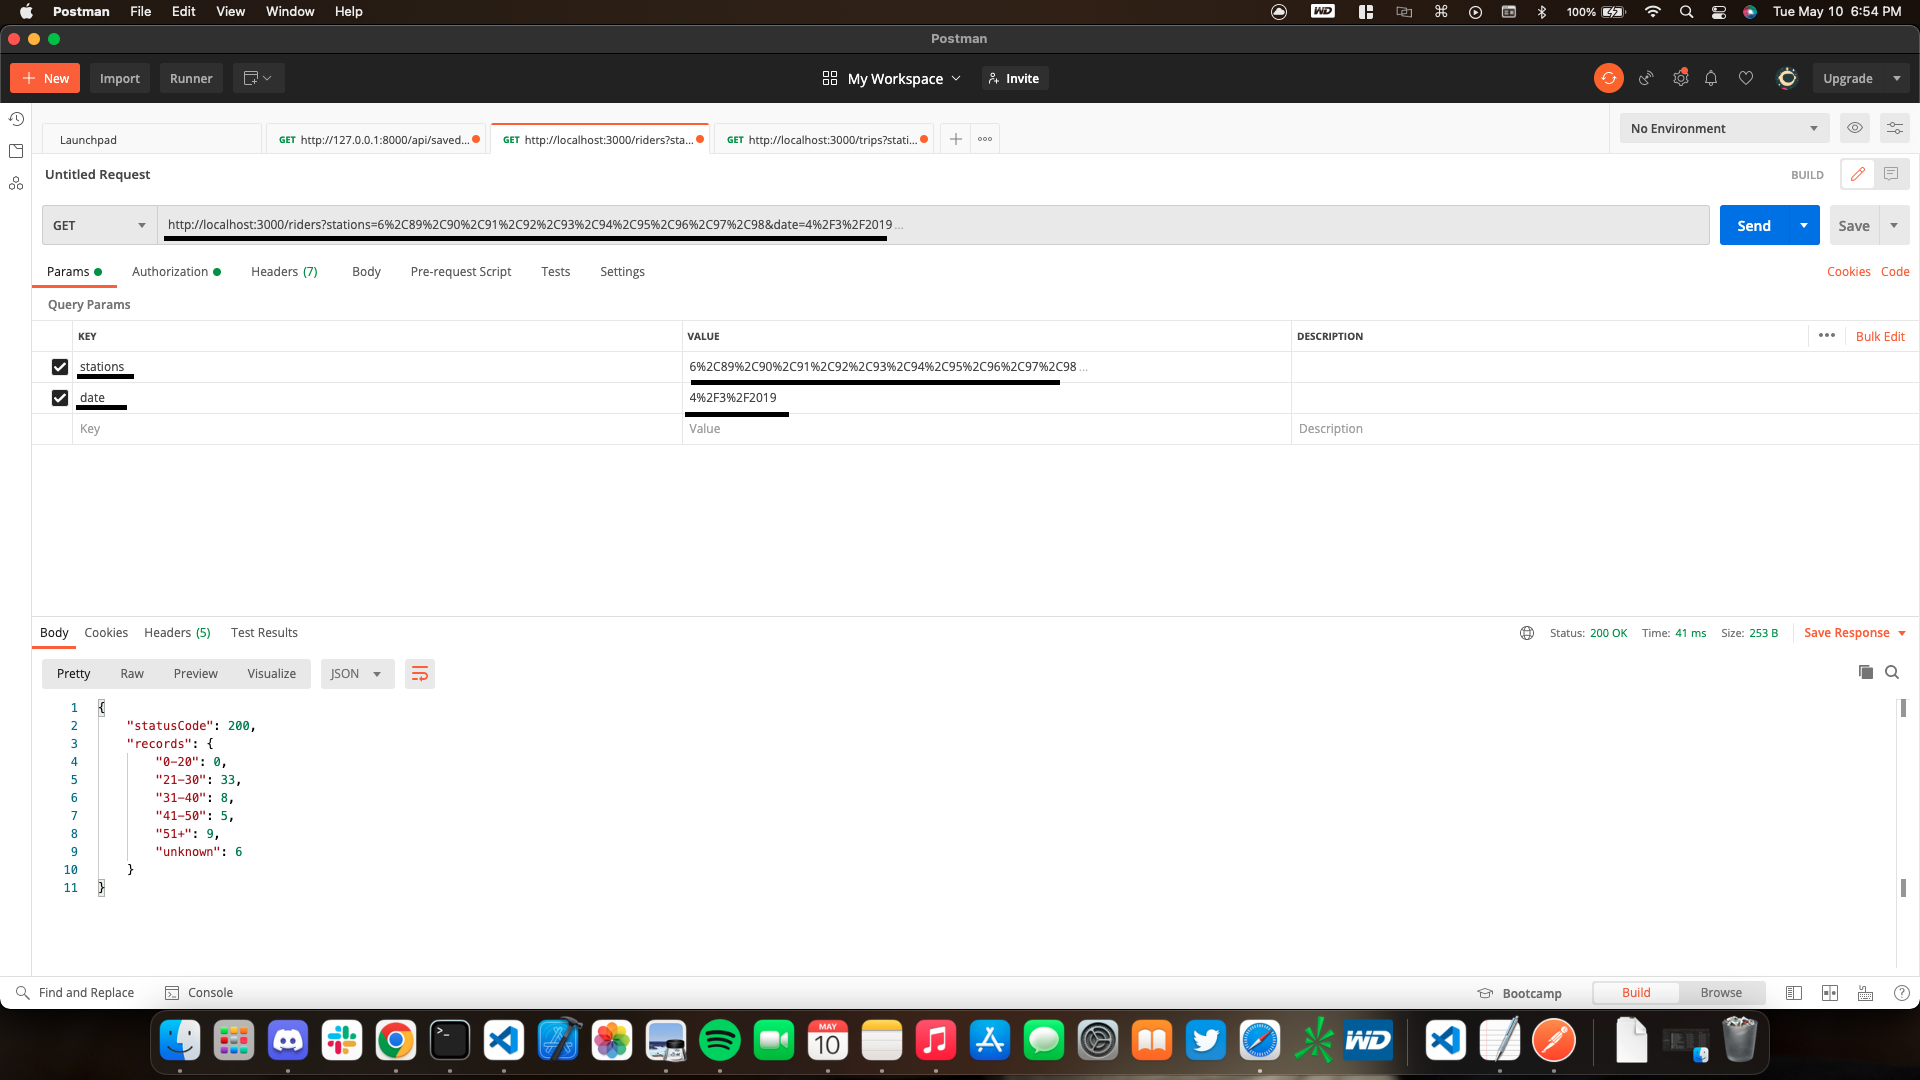 Postman File Edit View Window Help
WD 100% Tue May 10 6:54 PM
Postman
New Import Runner My Workspace Invite Upgrade
Launchpad GET http://127.0.0.1:8000/api/saved... GET http://localhost:3000/riders?sta... GET http://localhost:3000/trips?stati... No Environment
Untitled Request BUILD
GET http://localhost:3000/riders?stations=6%2C89%2C90%2C91%2C92%2C93%2C94%2C95%2C96%2C97%2C98&date=4%2F3%2F2019 ... Send Save
Params Authorization Headers (7) Body Pre-request Script Tests Settings Cookies Code
Query Params
KEY VALUE DESCRIPTION Bulk Edit
stations 6%2C89%2C90%2C91%2C92%2C93%2C94%2C95%2C96%2C97%2C98 ...
date 4%2F3%2F2019
Key Value Description
Body Cookies Headers (5) Test Results Status: 200 OK Time: 41 ms Size: 253 B Save Response
Pretty Raw Preview Visualize JSON
1 {
2 "statusCode": 200,
3 "records": {
4 "0-20": 0,
5 "21-30": 33,
6 "31-40": 8,
7 "41-50": 5,
8 "51+": 9,
9 "unknown": 6
10 }
11 }
Find and Replace Console Bootcamp Build Browse
MAY
10
WD